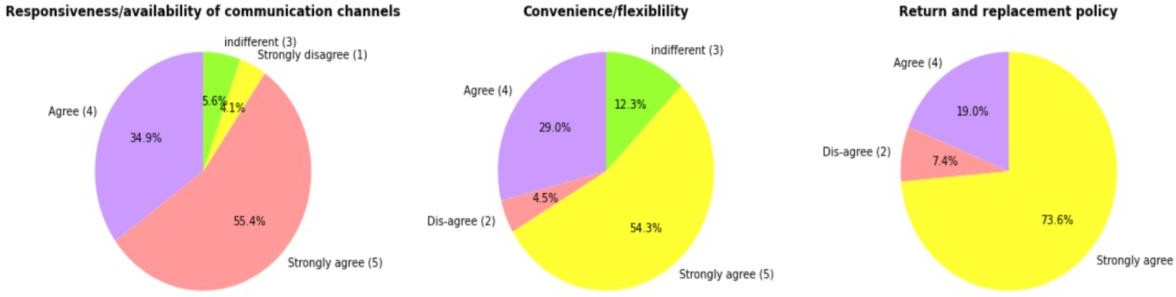 Responsiveness/availability of communication channels
indifferent (3)
Strongly disagree (1)
Agree (4)
5.6%
4.1%
34.9%
55.4%
Strongly agree (5)
Convenience/flexiblility
indifferent (3)
Agree (4)
12.3%
29.0%
4.5%
Dis-agree (2)
54.3%
Strongly agree (5)
Return and replacement policy
Agree (4)
19.0%
Dis-agree (2)
7.4%
73.6%
Strongly agree